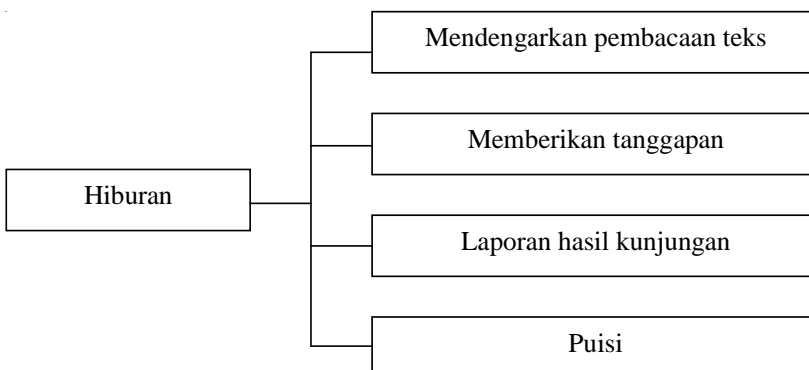 Mendengarkan pembacaan teks
Memberikan tanggapan
Hiburan
Laporan hasil kunjungan
Puisi